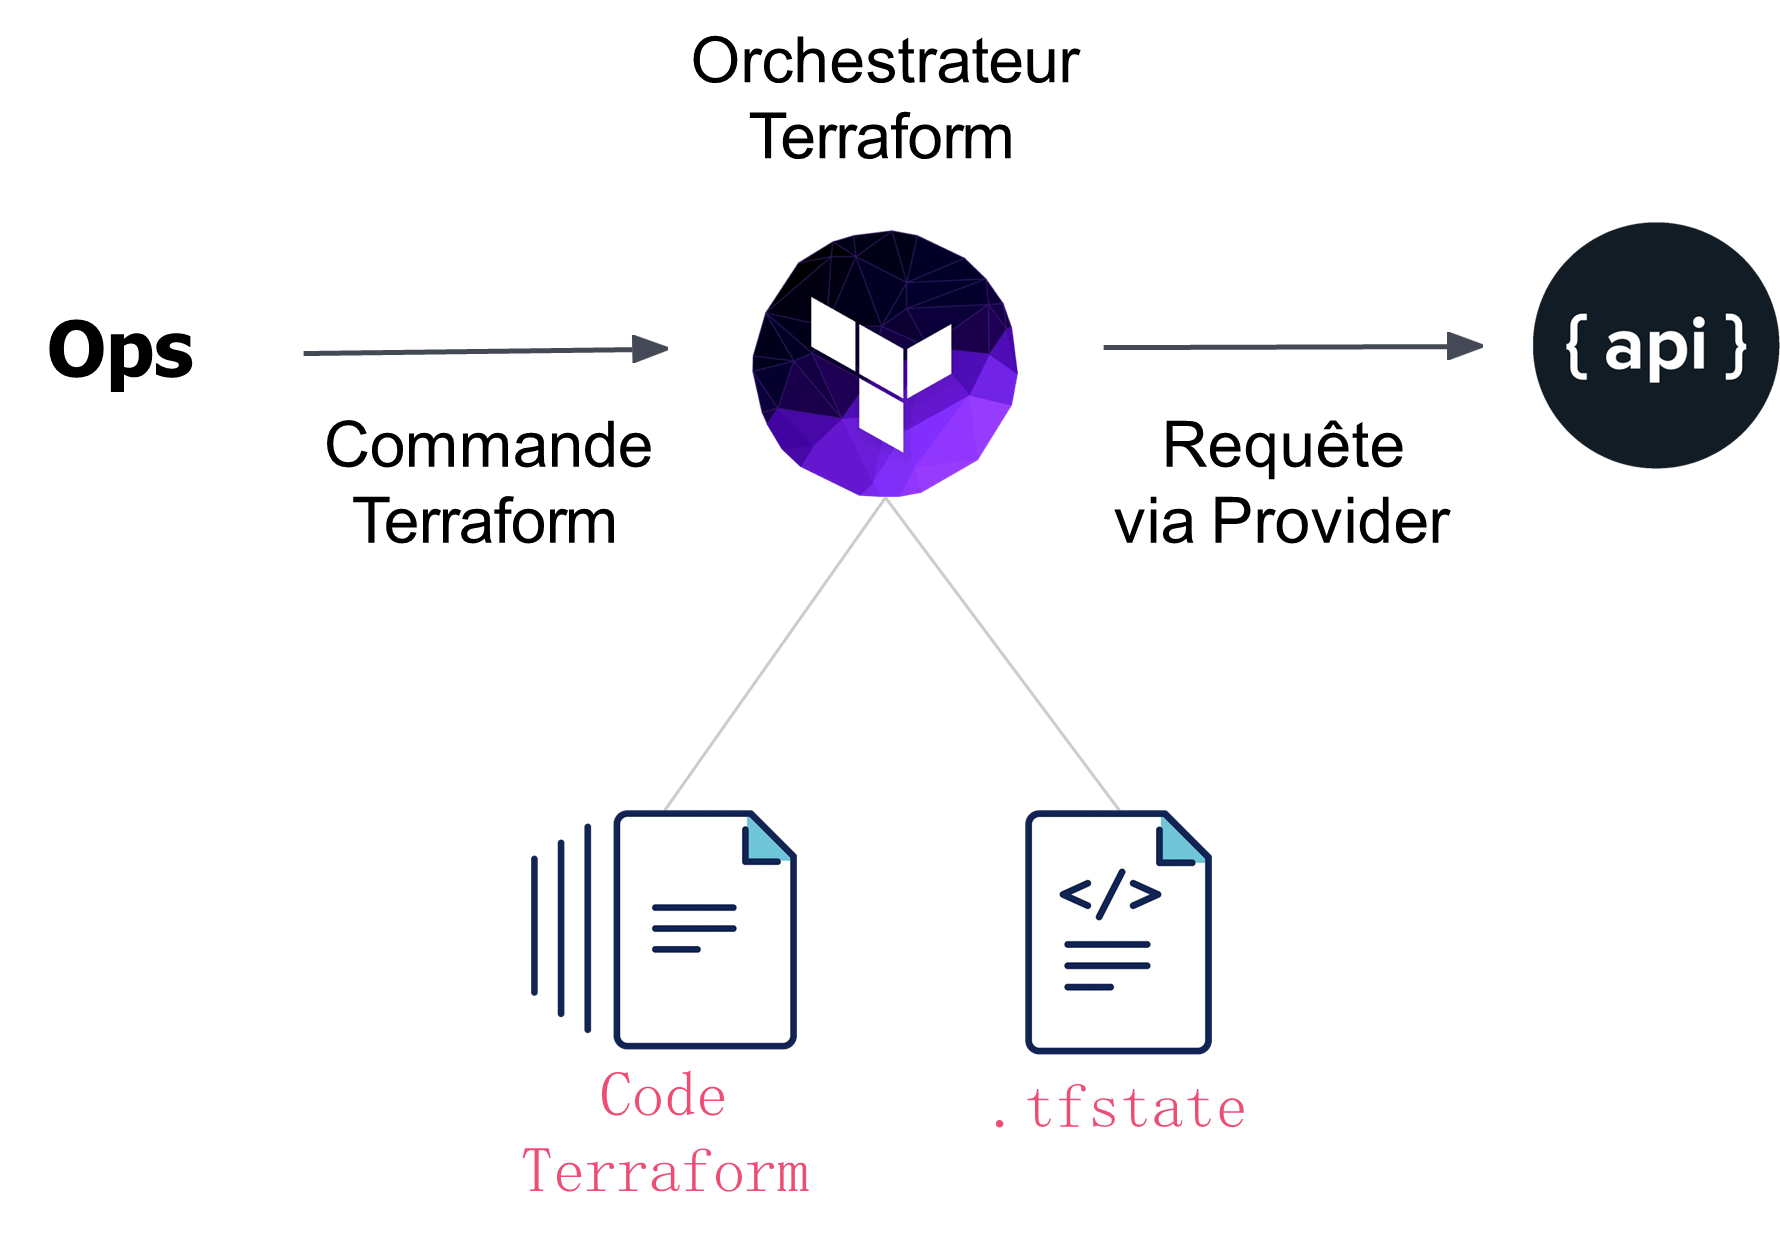 Orchestrateur
Terraform
Ops
Commande
Terraform
Requête
via Provider
{ api }
</>
Code
Terraform
.tfstate